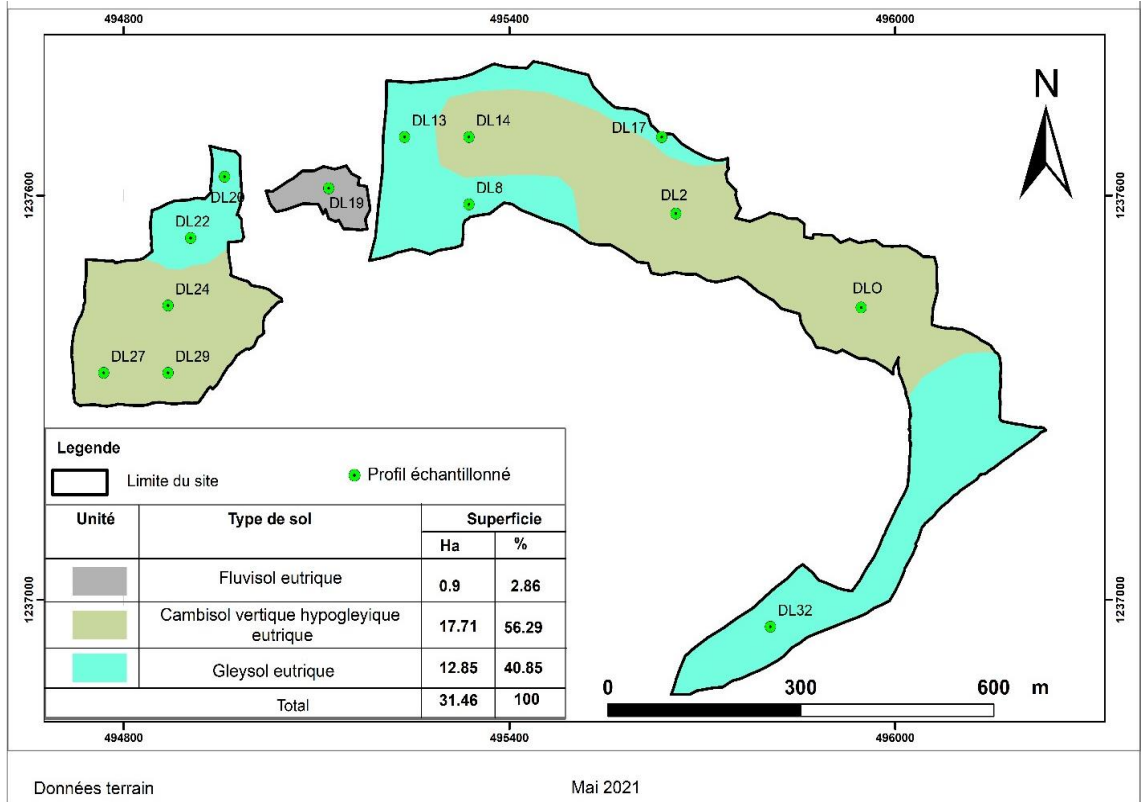 494800 495400 496000
N
DL13 DL14 DL17
1237600 1237600
DL20 DL19 DL8 DL2
DL22
DL24 DLO
DL27 DL29
Legende
Limite du site Profil échantillonné
Unité Type de sol Superficie
Ha %
Fluvisol eutrique 0.9 2.86
Cambisol vertique hypogleyique
eutrique 17.71 56.29
Gleysol eutrique 12.85 40.85
Total 31.46 100
1237000 1237000
DL32
0 300 600 m
494800 495400 496000
Données terrain Mai 2021